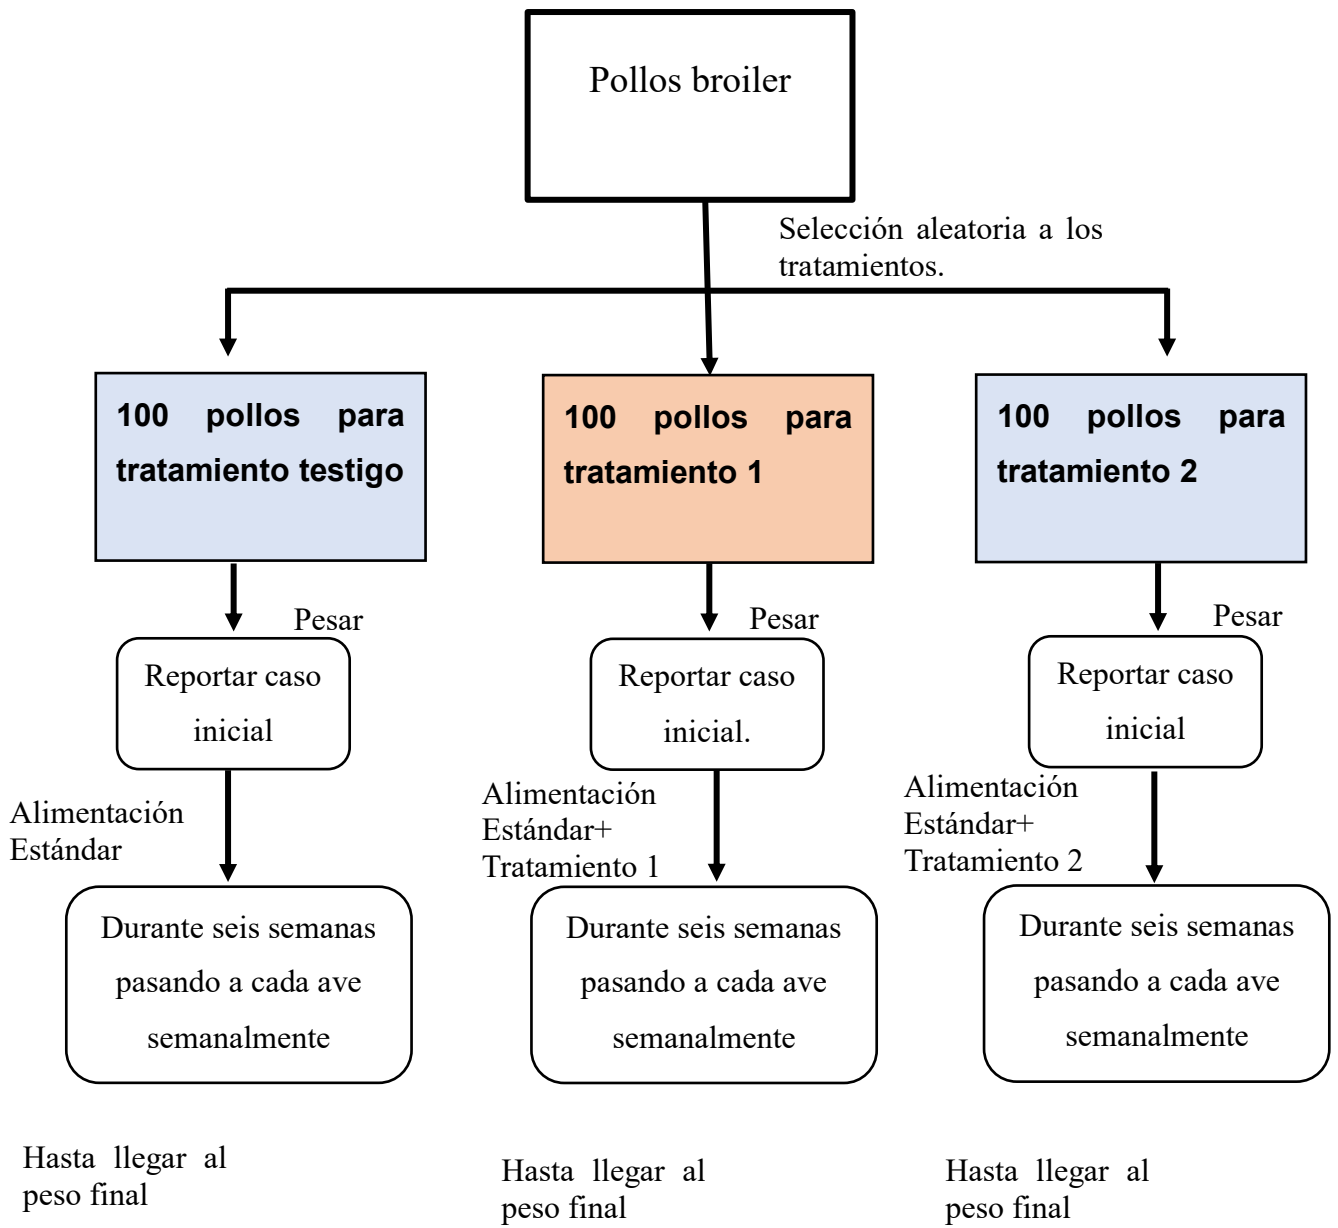 Pollos broiler
Selección aleatoria a los
tratamientos.
100 pollos para
tratamiento testigo
100 pollos para
tratamiento 1
100 pollos para
tratamiento 2
Pesar
Pesar
Pesar
Reportar caso
inicial
Reportar caso
inicial.
Reportar caso
inicial
Alimentación
Estándar
Alimentación
Estándar+
Tratamiento 1
Alimentación
Estándar+
Tratamiento 2
Durante seis semanas
pasando a cada ave
semanalmente
Durante seis semanas
pasando a cada ave
semanalmente
Durante seis semanas
pasando a cada ave
semanalmente
Hasta llegar al
peso final
Hasta llegar al
peso final
Hasta llegar al
peso final